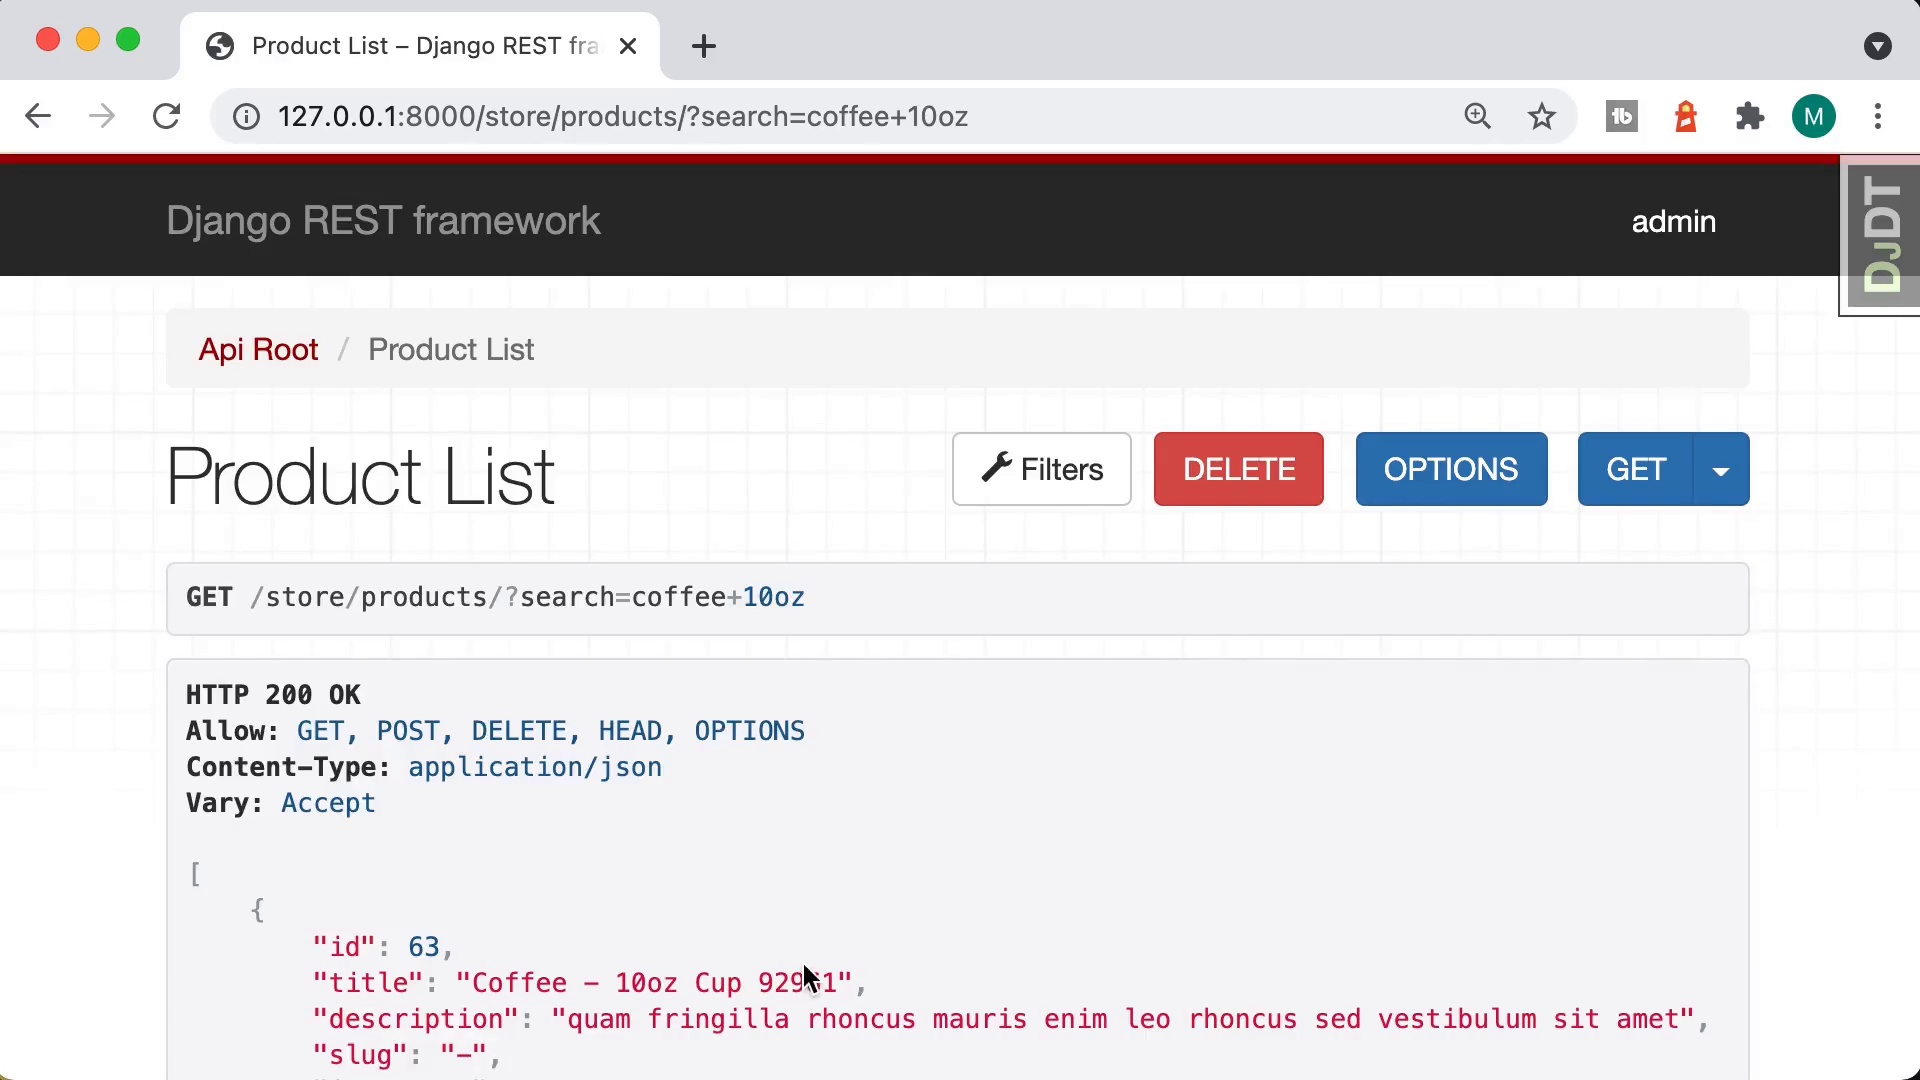 Product List – Django REST fra
127.0.0.1:8000/store/products/?search=coffee+10oz
M
Django REST framework
admin
DJDT
Api Root / Product List
Product List
Filters
DELETE
OPTIONS
GET
GET /store/products/?search=coffee+10oz
HTTP 200 OK
Allow: GET, POST, DELETE, HEAD, OPTIONS
Content-Type: application/json
Vary: Accept
[
{
"id": 63,
"title": "Coffee - 10oz Cup 92961",
"description": "quam fringilla rhoncus mauris enim leo rhoncus sed vestibulum sit amet",
"slug": "-",